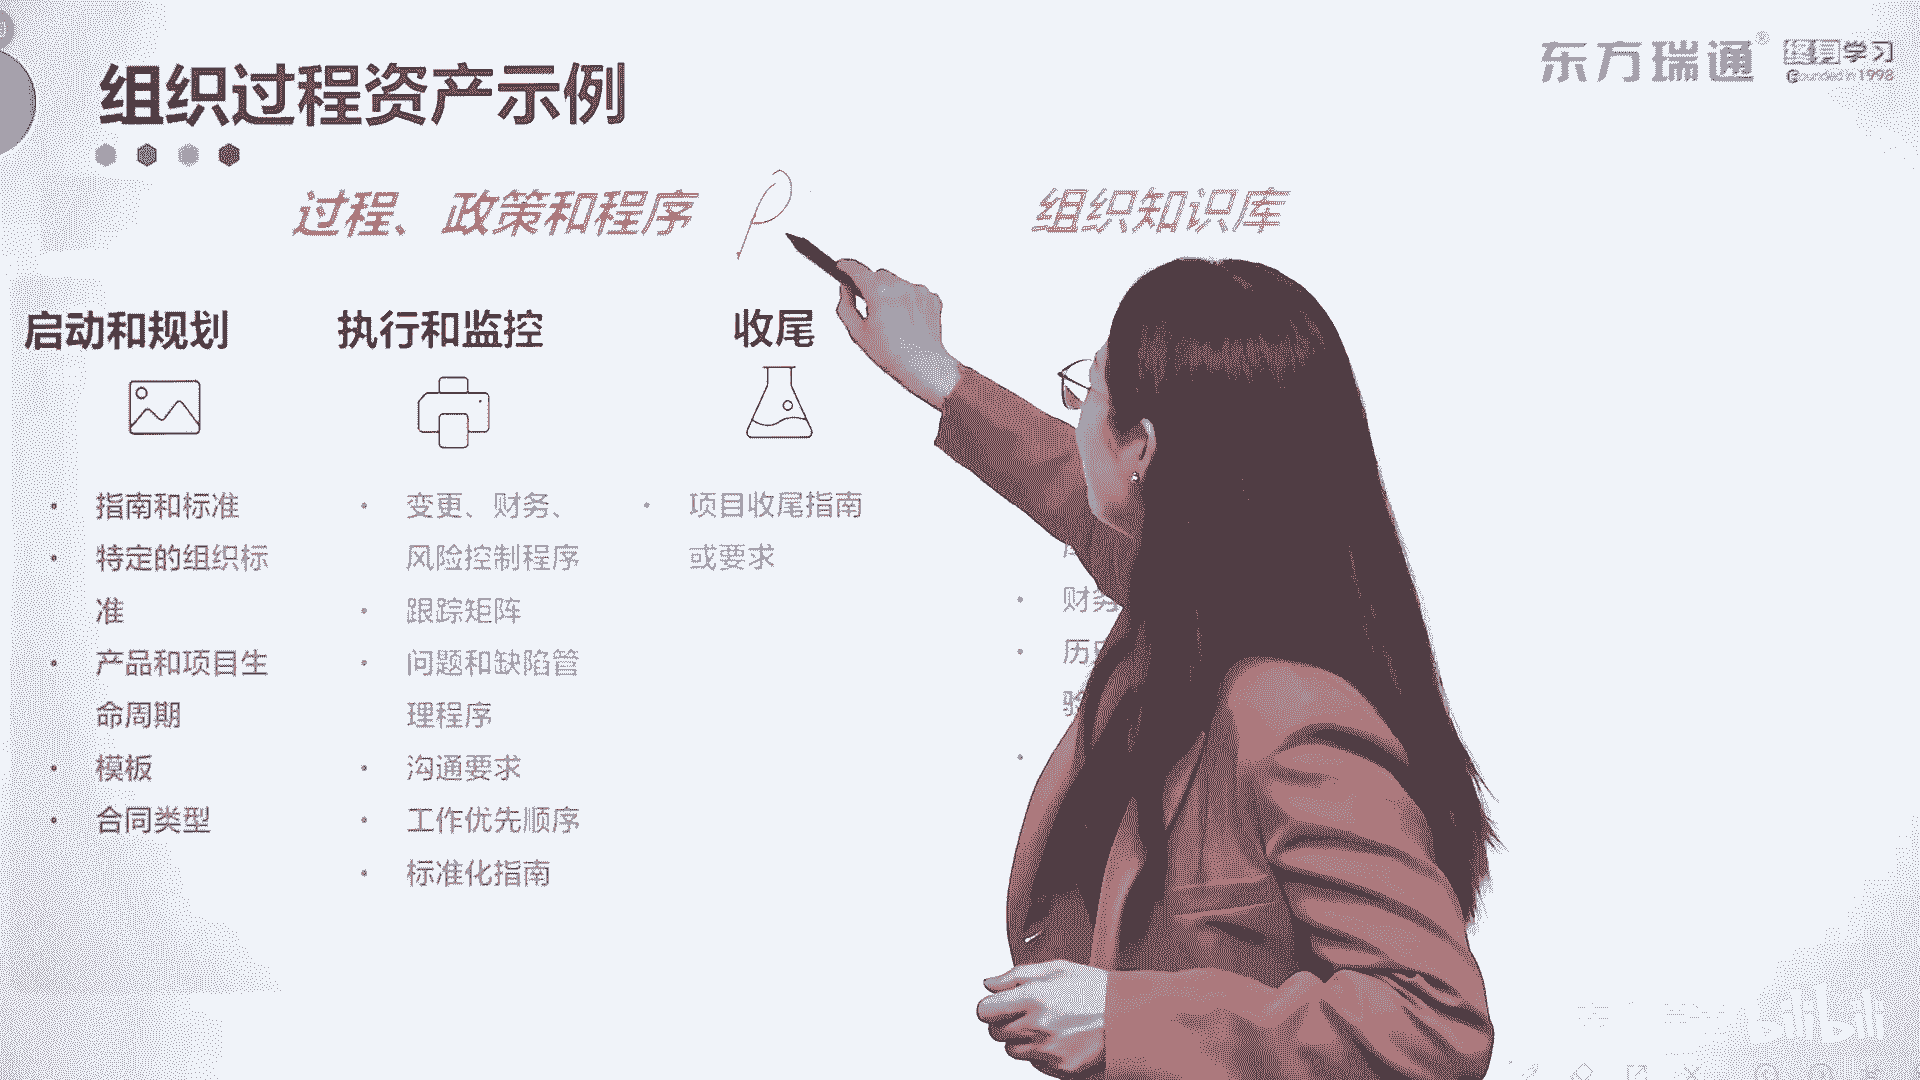 组织过程资产示例
东方瑞通®
学习
Founded in 1998
过程、政策和程序
P
组织知识库
启动和规划
执行和监控
收尾
指南和标准
特定的组织标
准
产品和项目生
命周期
模板
合同类型
变更、财务、
风险控制程序
跟踪矩阵
问题和缺陷管
理程序
沟通要求
工作优先顺序
标准化指南
项目收尾指南
或要求
财务
历
验
bilibili